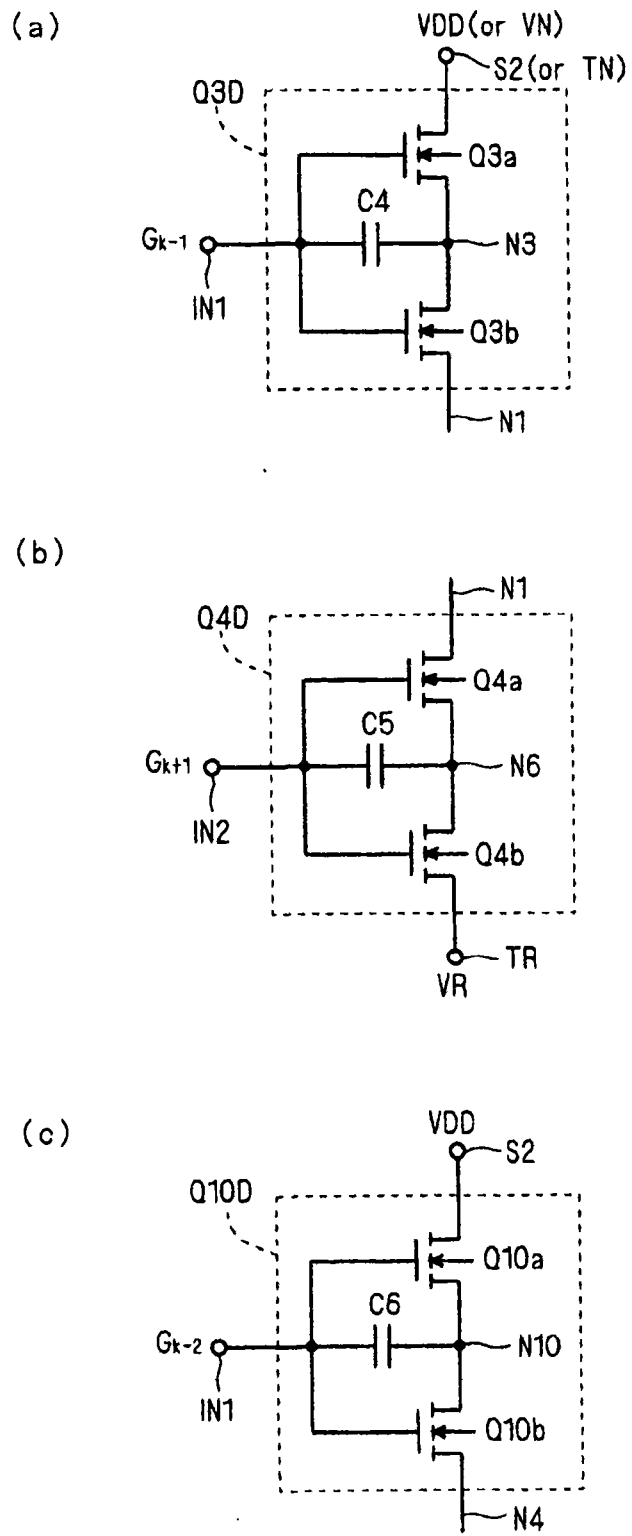 (a)
VDD(or VN)
S2(or TN)
Q3D
Q3a
C4
Gk-1
N3
IN1
Q3b
N1
(b)
N1
Q4D
Q4a
C5
Gk+1
N6
IN2
Q4b
TR
VR
(c)
VDD
S2
Q10D
Q10a
C6
Gk-2
N10
IN1
Q10b
N4